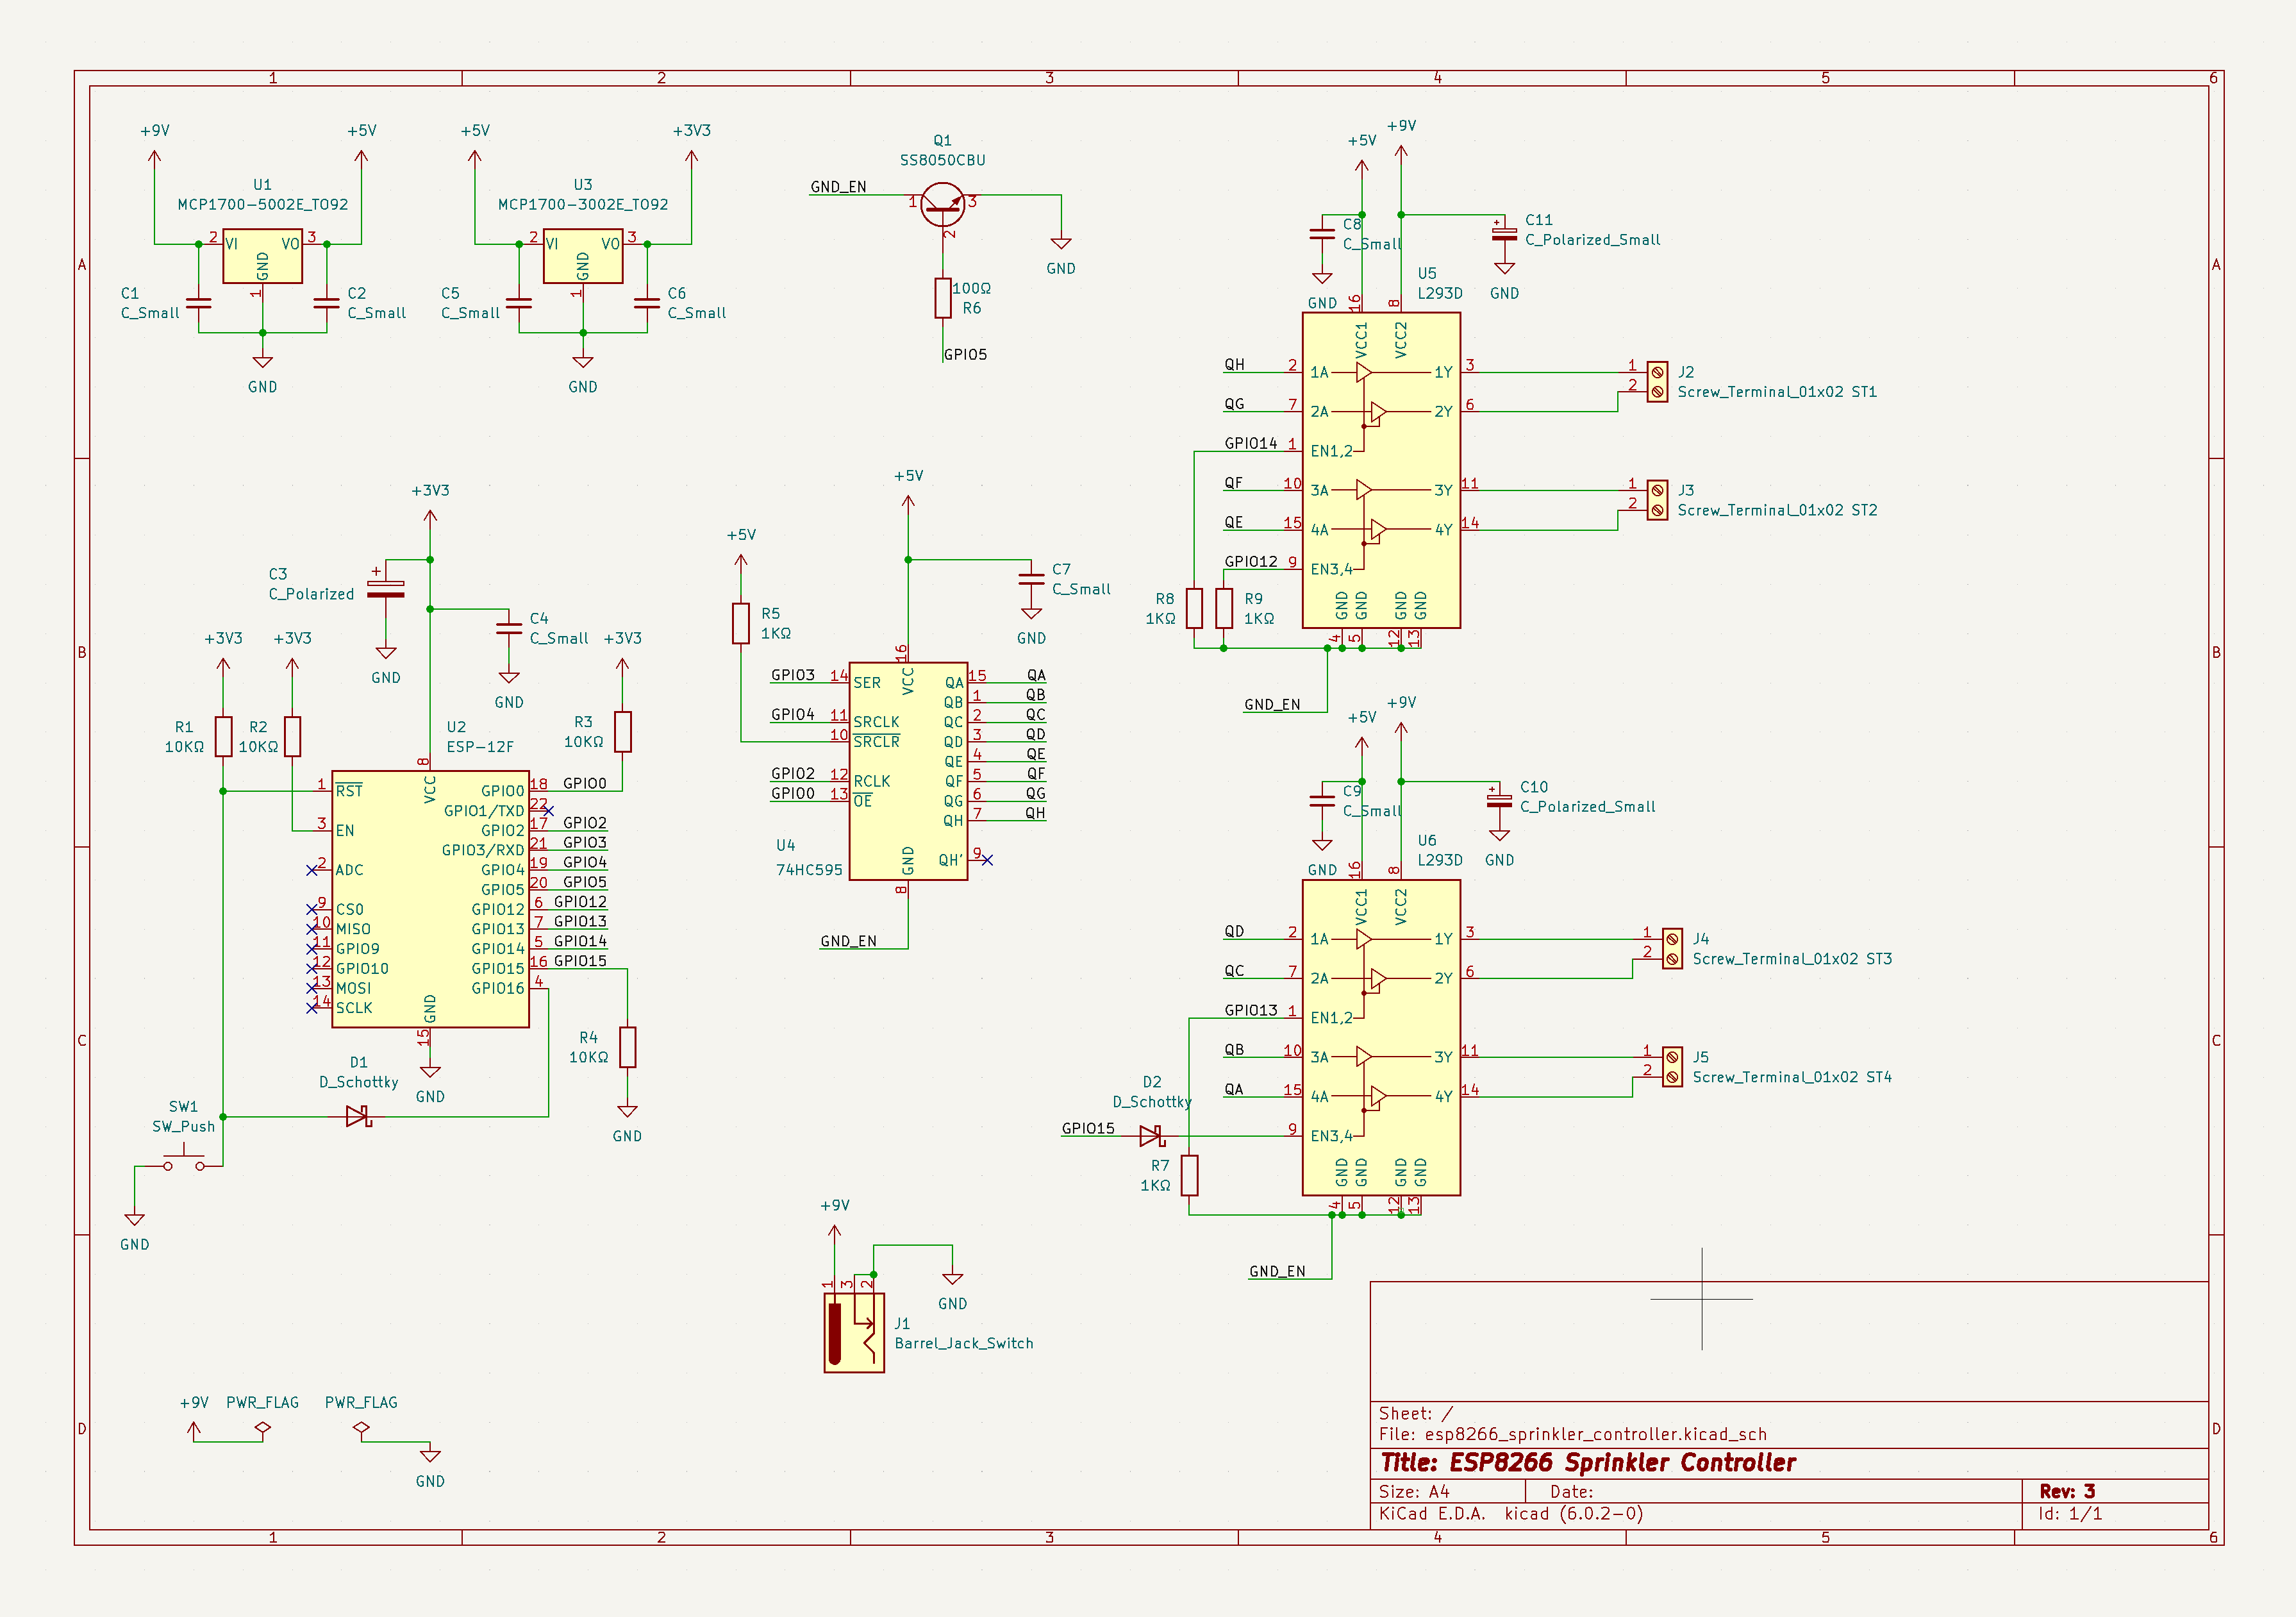 1 2 3 4 5 6
A
B
C
D
+9V
+5V
U1
MCP1700-5002E_TO92
2 VI
VO 3
GND
1
C1
C_Small
C2
C_Small
GND
+5V
+3V3
U3
MCP1700-3002E_TO92
2 VI
VO 3
GND
1
C5
C_Small
C6
C_Small
GND
Q1
SS8050CBU
GND_EN
1
3
2
100Ω
R6
GPIO5
GND
+3V3
C3
C_Polarized
GND
C4
C_Small
GND
+3V3
+3V3
+3V3
R1
10KΩ
R2
10KΩ
R3
10KΩ
U2
ESP-12F
8
VCC
1 RST
3 EN
2 ADC
9 CS0
10 MISO
11 GPIO9
12 GPIO10
13 MOSI
14 SCLK
GPIO0 18 GPIO0
GPIO1/TXD 22
GPIO2 17 GPIO2
GPIO3/RXD 21 GPIO3
GPIO4 19 GPIO4
GPIO5 20 GPIO5
GPIO12 6 GPIO12
GPIO13 7 GPIO13
GPIO14 5 GPIO14
GPIO15 16 GPIO15
GPIO16 4
GND
15
GND
R4
10KΩ
GND
D1
D_Schottky
SW1
SW_Push
GND
+5V
+5V
R5
1KΩ
C7
C_Small
GND
16
VCC
GPIO3 14 SER
GPIO4 11 SRCLK
10 SRCLR
GPIO2 12 RCLK
GPIO0 13 OE
QA 15 QA
QB 1 QB
QC 2 QC
QD 3 QD
QE 4 QE
QF 5 QF
QG 6 QG
QH 7 QH
QH' 9
U4
74HC595
GND
8
GND_EN
+9V
1 3 2
GND
J1
Barrel_Jack_Switch
+9V
PWR_FLAG
PWR_FLAG
GND
+5V
+9V
C8
C_Small
GND
C11
C_Polarized_Small
GND
U5
L293D
16
8
VCC1
VCC2
QH 2 1A
QG 7 2A
GPIO14 1 EN1,2
QF 10 3A
QE 15 4A
GPIO12 9 EN3,4
1Y 3
2Y 6
3Y 11
4Y 14
GND GND GND GND
4 5 12 13
R8
1KΩ
R9
1KΩ
GND_EN
1
2
J2
Screw_Terminal_01x02 ST1
1
2
J3
Screw_Terminal_01x02 ST2
+5V
+9V
C9
C_Small
GND
C10
C_Polarized_Small
GND
U6
L293D
16
8
VCC1
VCC2
QD 2 1A
QC 7 2A
GPIO13 1 EN1,2
QB 10 3A
QA 15 4A
GPIO15
9 EN3,4
1Y 3
2Y 6
3Y 11
4Y 14
GND GND GND GND
4 5 12 13
D2
D_Schottky
R7
1KΩ
GND_EN
1
2
J4
Screw_Terminal_01x02 ST3
1
2
J5
Screw_Terminal_01x02 ST4
Sheet: /
File: esp8266_sprinkler_controller.kicad_sch
Title: ESP8266 Sprinkler Controller
Size: A4
Date:
Rev: 3
KiCad E.D.A. kicad (6.0.2-0)
Id: 1/1
A
B
C
D
1 2 3 4 5 6